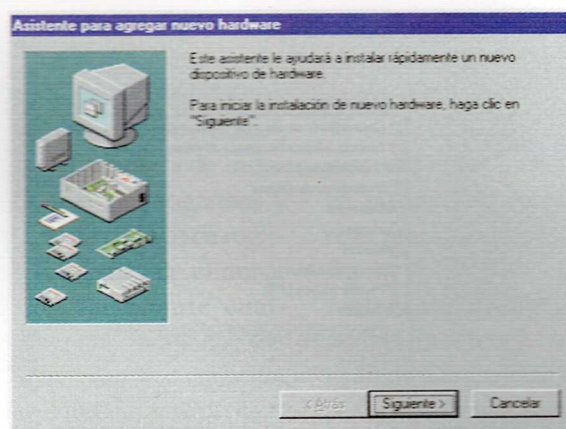 Asistente para agregar nuevo hardware
Este asistente le ayudará a instalar rápidamente un nuevo
dispositivo de hardware.
Para iniciar la instalación de nuevo hardware, haga clic en
"Siguiente".
< Atrás
Siguiente >
Cancelar